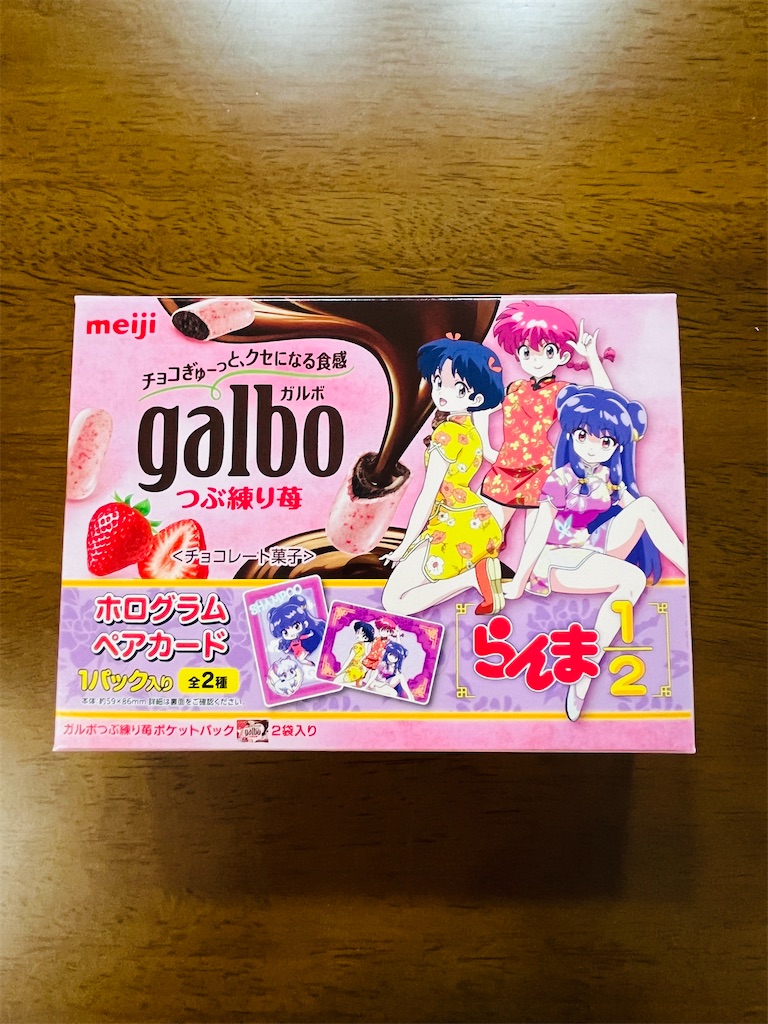 meiji
チョコぎゅーっと、クセになる食感
ガルボ
galbo
つぶ練り苺
<チョコレート菓子>
ホログラム
ペアカード
1パック入り 全2種
本体 約59×86mm 詳細は裏面をご確認ください。
SHAMPOO
らんま1/2
ガルボつぶ練り苺ポケットパック galbo 2袋入り